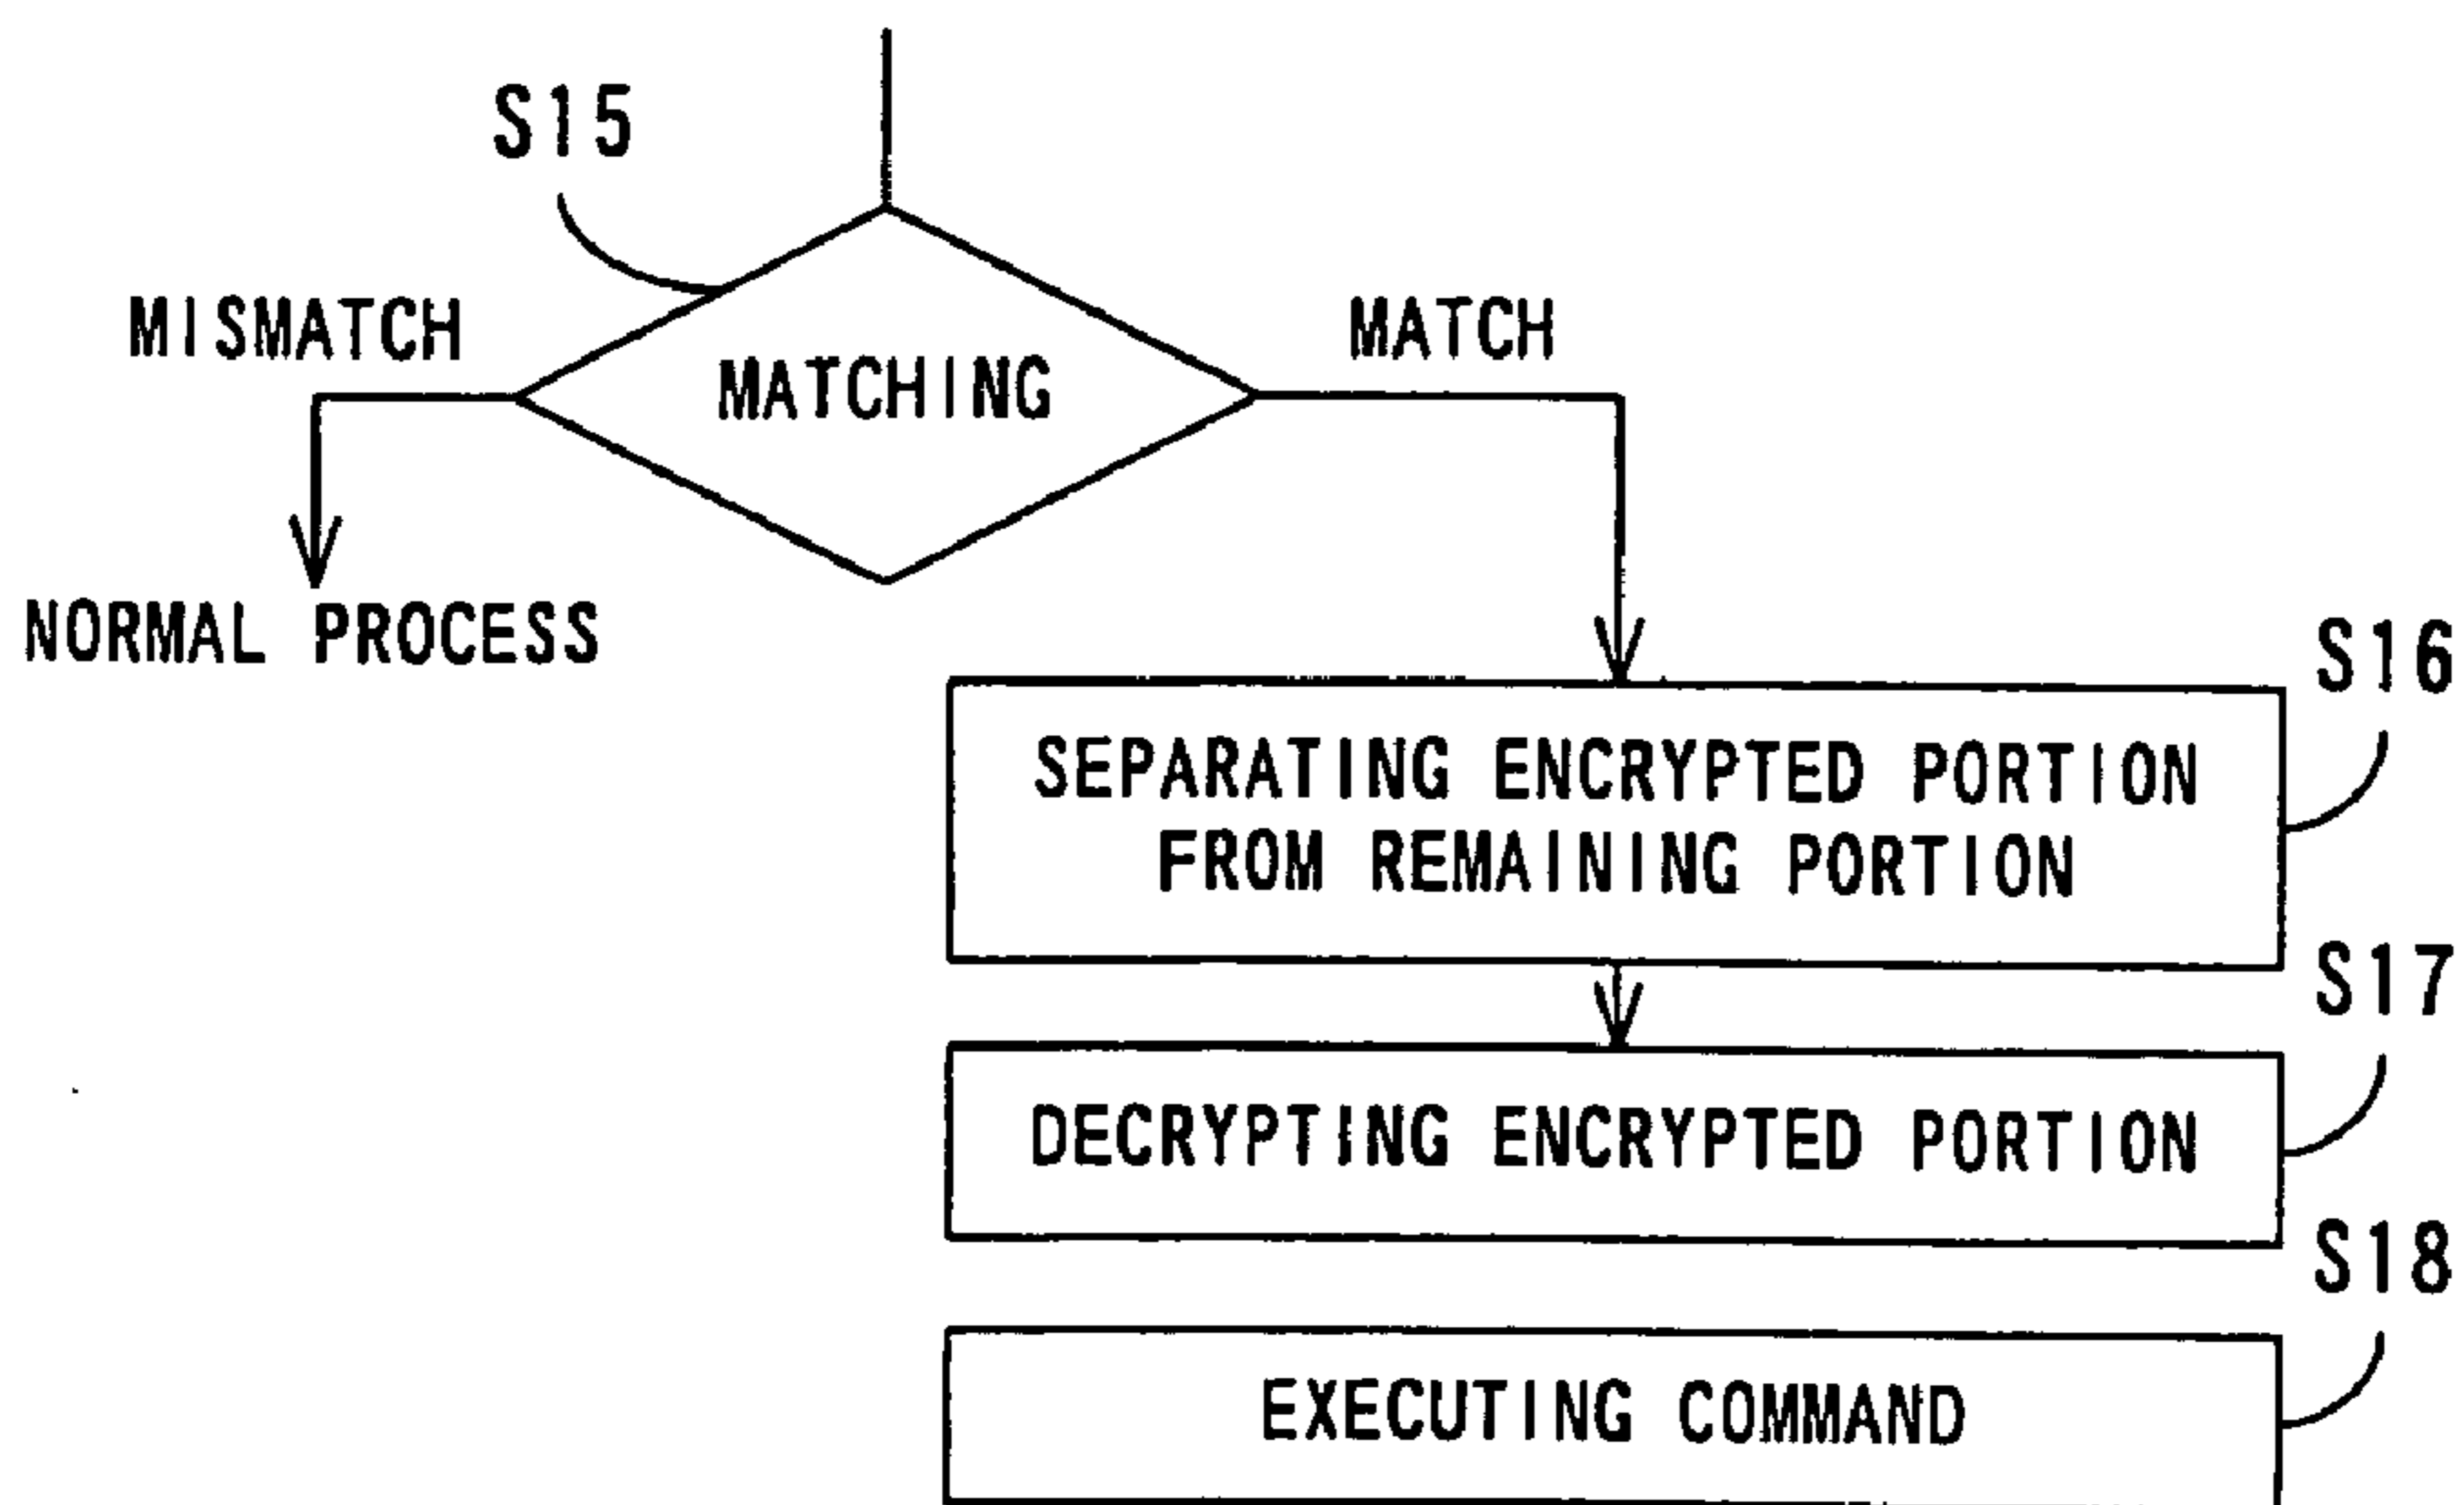 S15
MISMATCH
MATCH
MATCHING
NORMAL PROCESS
S16
SEPARATING ENCRYPTED PORTION
FROM REMAINING PORTION
S17
DECRYPTING ENCRYPTED PORTION
S18
EXECUTING COMMAND